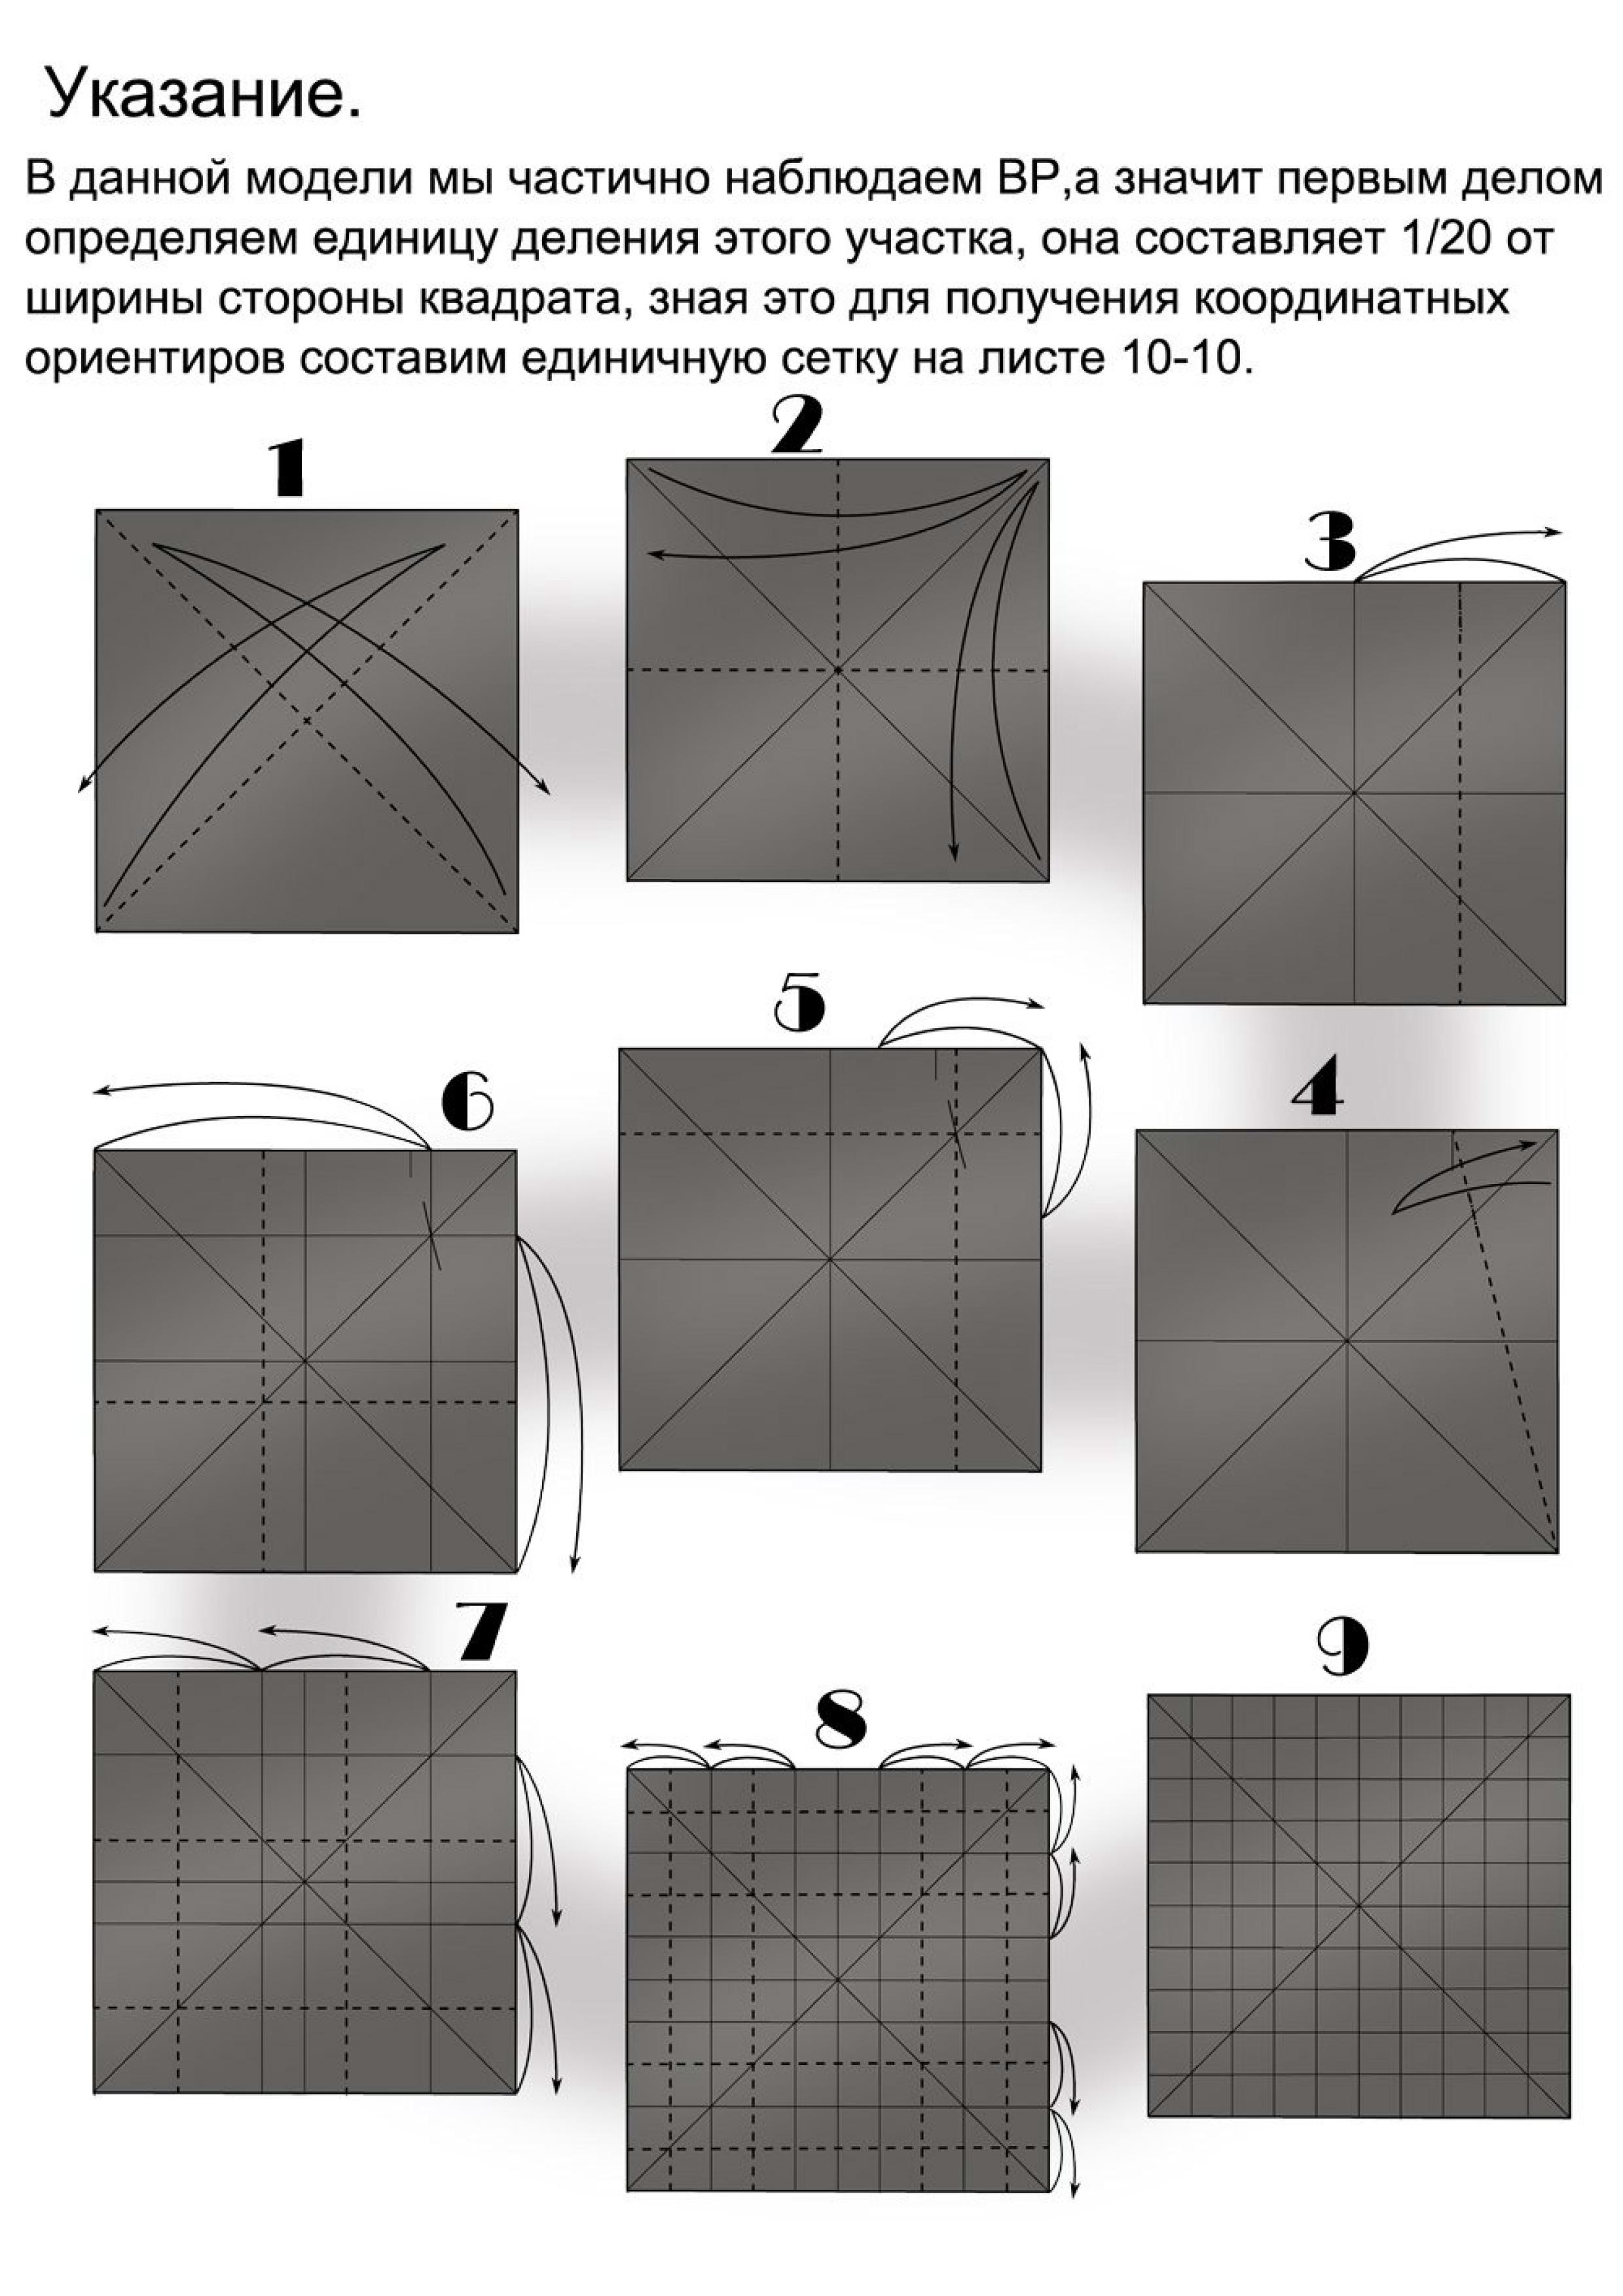 Указание.
В данной модели мы частично наблюдаем ВР,а значит первым делом
определяем единицу деления этого участка, она составляет 1/20 от
ширины стороны квадрата, зная это для получения координатных
ориентиров составим единичную сетку на листе 10-10.
1
2
3
4
5
6
7
8
9